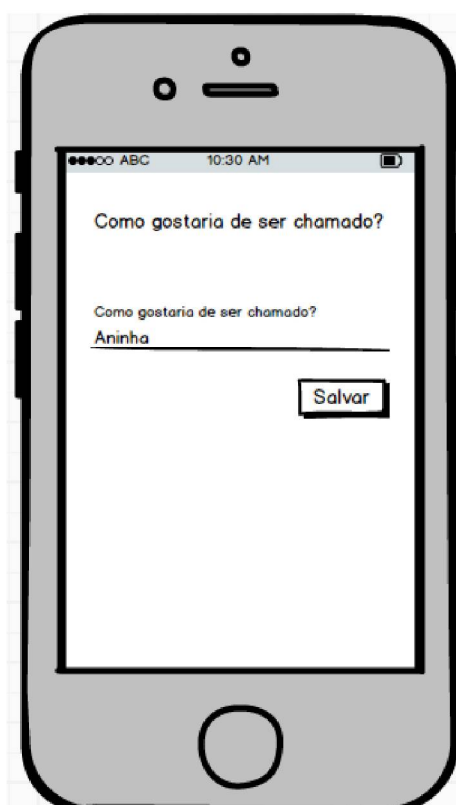 ABC 10:30 AM
Como gostaria de ser chamado?
Como gostaria de ser chamado?
Aninha
Salvar